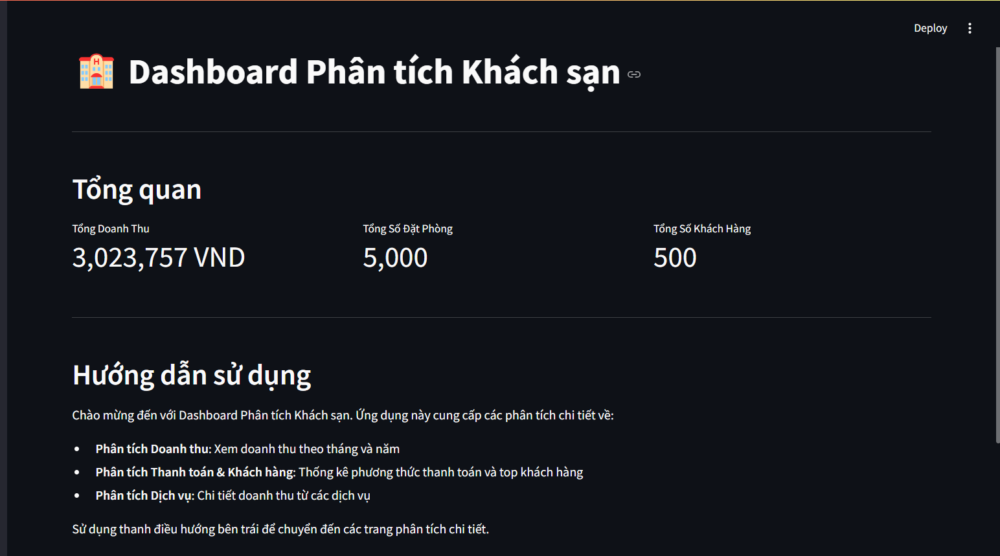 Deploy
H Dashboard Phân tích Khách sạn
Tổng quan
Tổng Doanh Thu
3,023,757 VND
Tổng Số Đặt Phòng
5,000
Tổng Số Khách Hàng
500
Hướng dẫn sử dụng
Chào mừng đến với Dashboard Phân tích Khách sạn. Ứng dụng này cung cấp các phân tích chi tiết về:
• Phân tích Doanh thu: Xem doanh thu theo tháng và năm
• Phân tích Thanh toán & Khách hàng: Thống kê phương thức thanh toán và top khách hàng
• Phân tích Dịch vụ: Chi tiết doanh thu từ các dịch vụ
Sử dụng thanh điều hướng bên trái để chuyển đến các trang phân tích chi tiết.